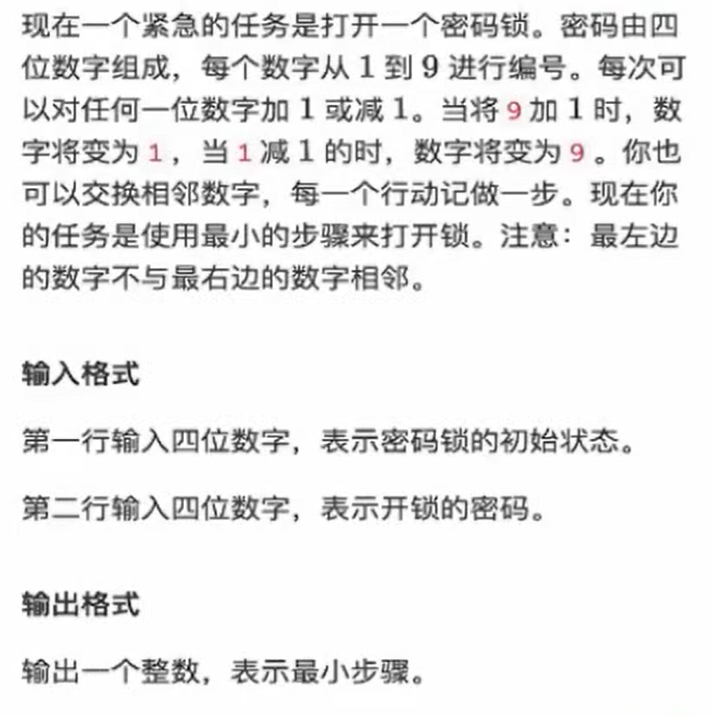 现在一个紧急的任务是打开一个密码锁。密码由四
位数字组成，每个数字从 1 到 9 进行编号。每次可
以对任何一位数字加 1 或减 1。当将 9 加 1 时，数
字将变为 1 ，当 1 减 1 的时，数字将变为 9 。你也
可以交换相邻数字，每一个行动记做一步。现在你
的任务是使用最小的步骤来打开锁。注意：最左边
的数字不与最右边的数字相邻。
输入格式
第一行输入四位数字，表示密码锁的初始状态。
第二行输入四位数字，表示开锁的密码。
输出格式
输出一个整数，表示最小步骤。